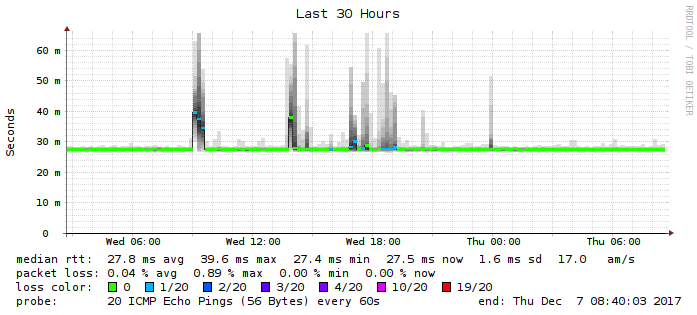 Last 30 Hours
RRDTOOL / TOBI OETIKER
Seconds
60 m
50 m
40 m
30 m
20 m
10 m
0
Wed 06:00 Wed 12:00 Wed 18:00 Thu 00:00 Thu 06:00
median rtt: 27.8 ms avg 39.6 ms max 27.4 ms min 27.5 ms now 1.6 ms sd 17.0 am/s
packet loss: 0.04 % avg 0.89 % max 0.00 % min 0.00 % now
loss color: 0 1/20 2/20 3/20 4/20 10/20 19/20
probe: 20 ICMP Echo Pings (56 Bytes) every 60s end: Thu Dec 7 08:40:03 2017